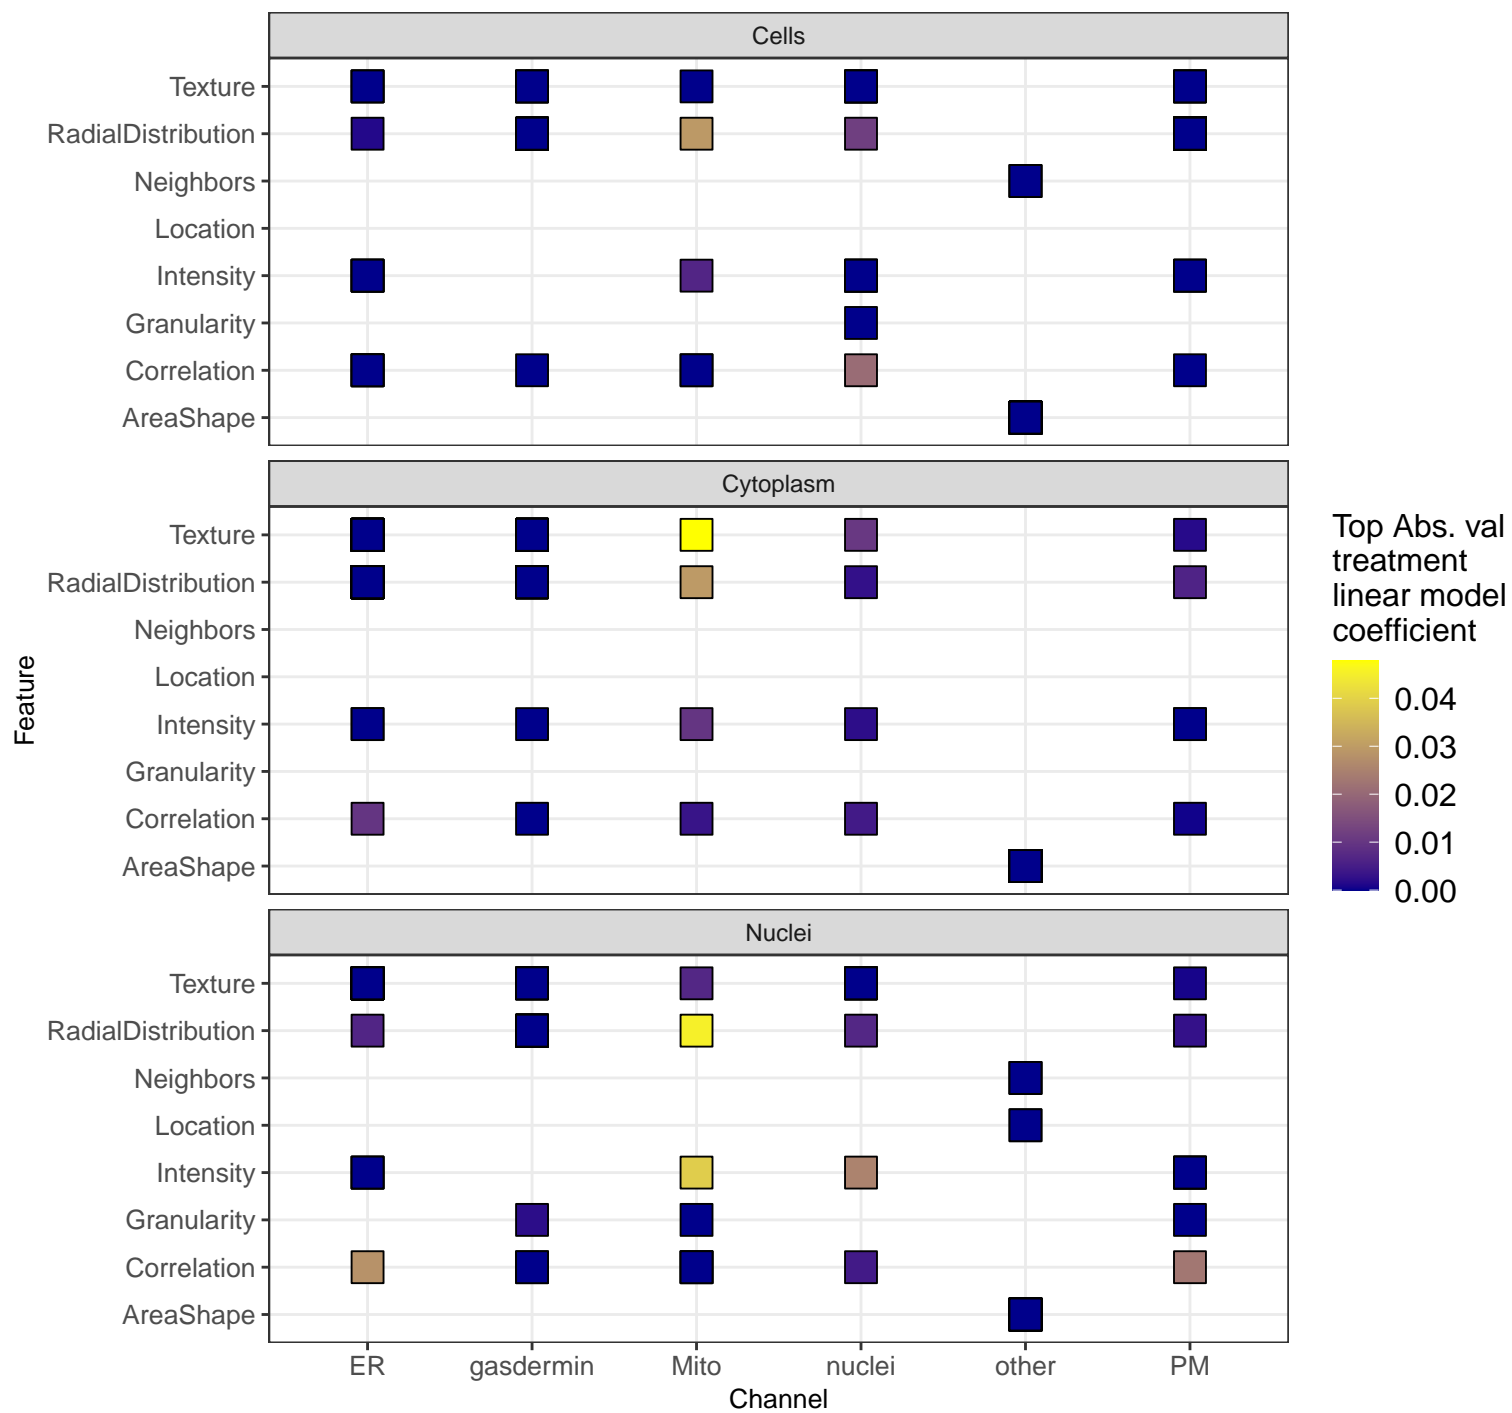 Cells
Texture
RadialDistribution
Neighbors
Location
Intensity
Granularity
Correlation
AreaShape
Cytoplasm
Texture
RadialDistribution
Neighbors
Location
Intensity
Granularity
Correlation
AreaShape
Nuclei
Texture
RadialDistribution
Neighbors
Location
Intensity
Granularity
Correlation
AreaShape
ER gasdermin Mito nuclei other PM
Channel
Feature
Top Abs. val
treatment
linear model
coefficient
0.04
0.03
0.02
0.01
0.00